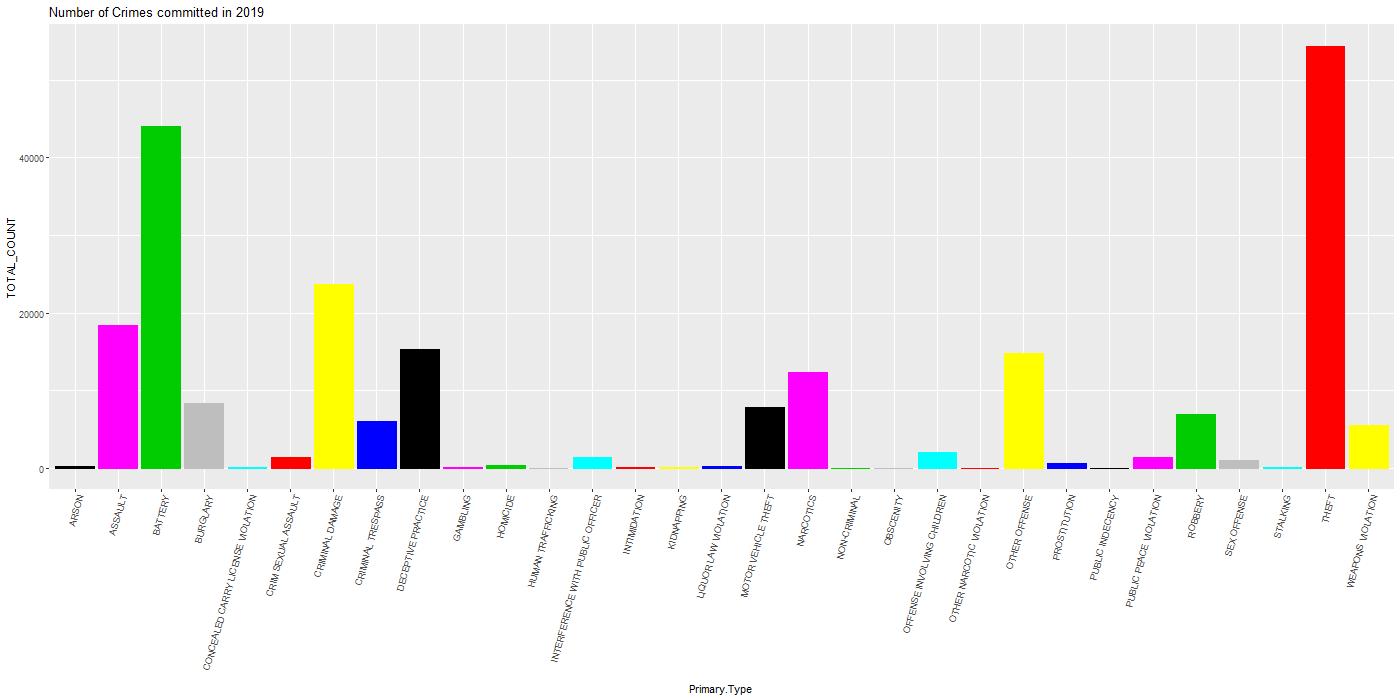 Number of Crimes committed in 2019
TOTAL_COUNT
40000
20000
0
ARSON
ASSAULT
BATTERY
BURGLARY
CONCEALED CARRY LICENSE VIOLATION
CRIM SEXUAL ASSAULT
CRIMINAL DAMAGE
CRIMINAL TRESPASS
DECEPTIVE PRACTICE
GAMBLING
HOMICIDE
HUMAN TRAFFICKING
INTERFERENCE WITH PUBLIC OFFICER
INTIMIDATION
KIDNAPPING
LIQUOR LAW VIOLATION
MOTOR VEHICLE THEFT
NARCOTICS
NON-CRIMINAL
OBSCENITY
OFFENSE INVOLVING CHILDREN
OTHER NARCOTIC VIOLATION
OTHER OFFENSE
PROSTITUTION
PUBLIC INDECENCY
PUBLIC PEACE VIOLATION
ROBBERY
SEX OFFENSE
STALKING
THEFT
WEAPONS VIOLATION
Primary.Type